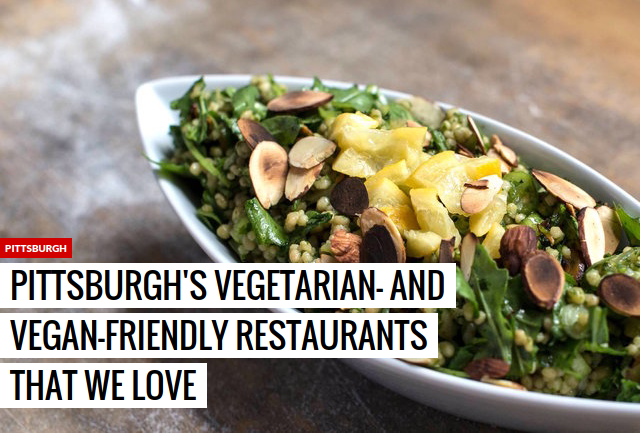 PITTSBURGH
PITTSBURGH'S VEGETARIAN- AND
VEGAN-FRIENDLY RESTAURANTS
THAT WE LOVE